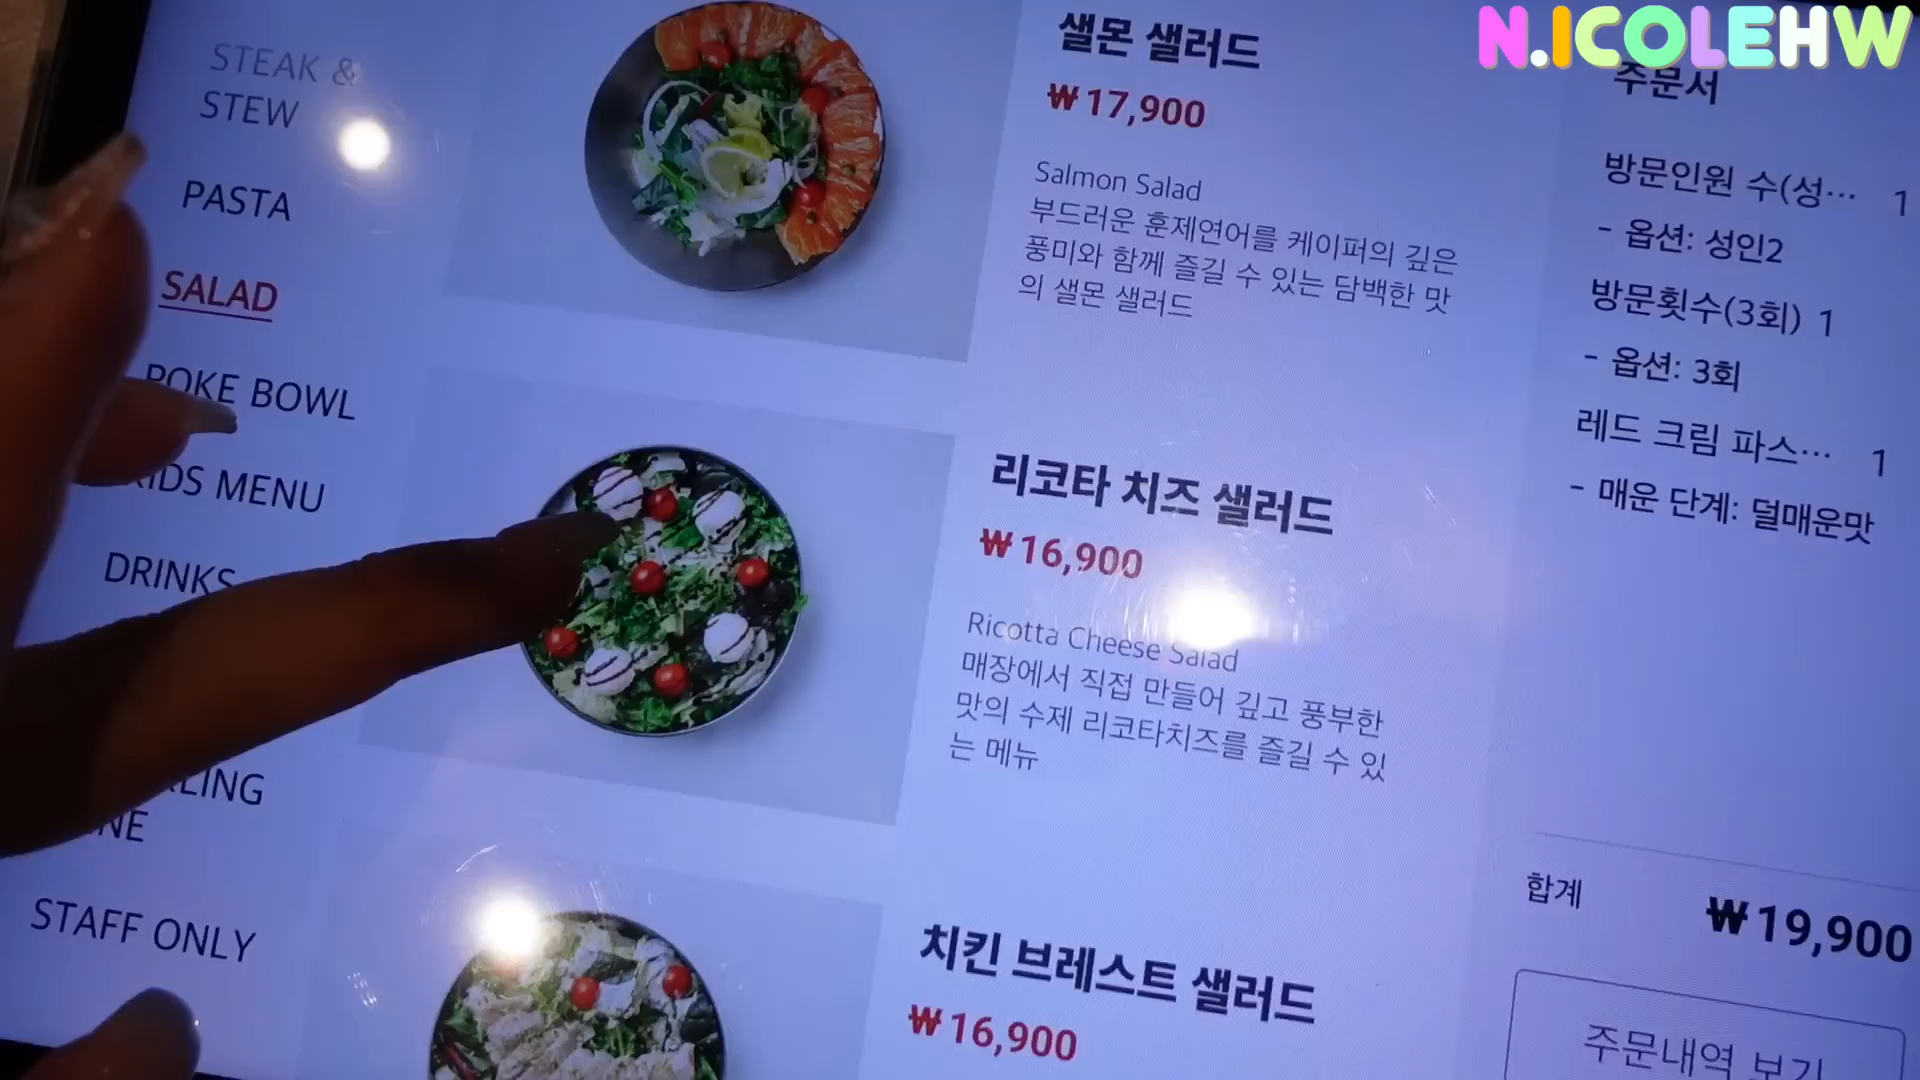 N.ICOLEHW
STEAK &
STEW
PASTA
SALAD
POKE BOWL
KIDS MENU
DRINKS
STAFF ONLY
샐몬 샐러드
₩17,900
Salmon Salad
부드러운 훈제연어를 케이퍼의 깊은
풍미와 함께 즐길 수 있는 담백한 맛
의 샐몬 샐러드
리코타 치즈 샐러드
₩16,900
Ricotta Cheese Salad
매장에서 직접 만들어 깊고 풍부한
맛의 수제 리코타치즈를 즐길 수 있
는 메뉴
치킨 브레스트 샐러드
₩16,900
주문서
방문인원 수(성… 1
- 옵션: 성인2
방문횟수(3회) 1
- 옵션: 3회
레드 크림 파스… 1
- 매운 단계: 덜매운맛
합계 ₩19,900
주문내역 보기